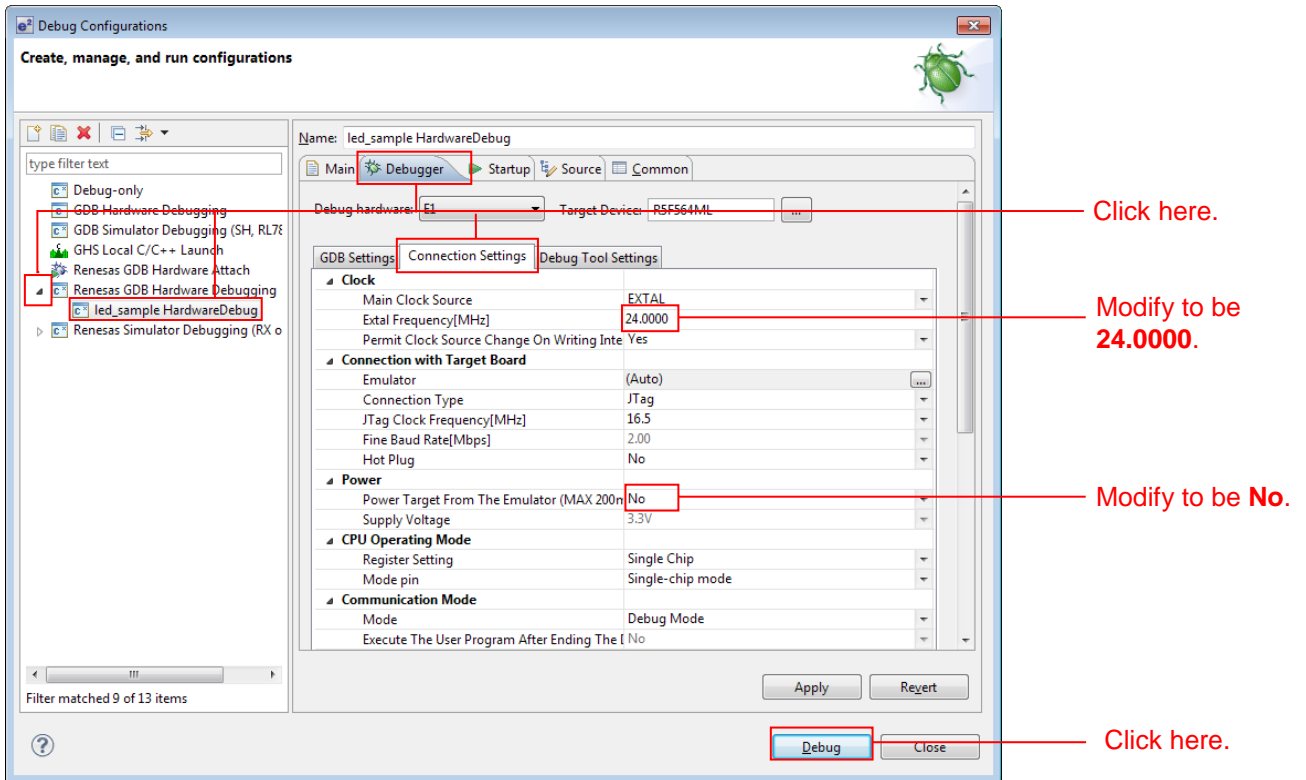 e² Debug Configurations
Create, manage, and run configurations
type filter text
Debug-only
GDB Hardware Debugging
GDB Simulator Debugging (SH, RL78
GHS Local C/C++ Launch
Renesas GDB Hardware Attach
Renesas GDB Hardware Debugging
led_sample HardwareDebug
Renesas Simulator Debugging (RX o
Filter matched 9 of 13 items
Name: led_sample HardwareDebug
Main Debugger Startup Source Common
Debug hardware: E1 Target Device: R5F564ML ...
GDB Settings Connection Settings Debug Tool Settings
Clock
Main Clock Source EXTAL
Extal Frequency[MHz] 24.0000
Permit Clock Source Change On Writing Inte Yes
Connection with Target Board
Emulator (Auto) ...
Connection Type JTag
JTag Clock Frequency[MHz] 16.5
Fine Baud Rate[Mbps] 2.00
Hot Plug No
Power
Power Target From The Emulator (MAX 200m No
Supply Voltage 3.3V
CPU Operating Mode
Register Setting Single Chip
Mode pin Single-chip mode
Communication Mode
Mode Debug Mode
Execute The User Program After Ending The D No
Apply Revert
? Debug Close
Click here.
Modify to be
24.0000.
Modify to be No.
Click here.